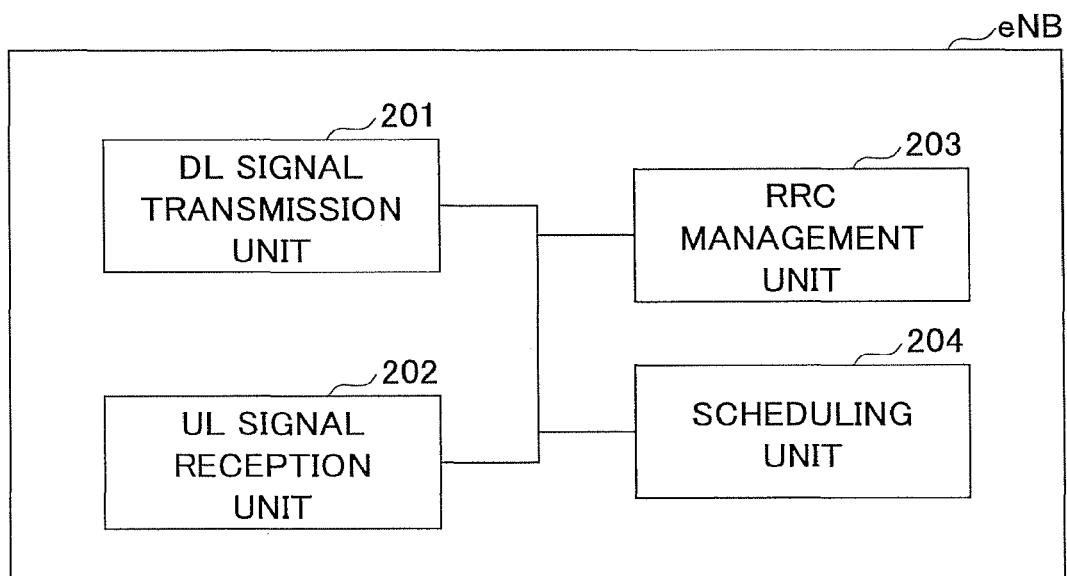 eNB
201
DL SIGNAL
TRANSMISSION
UNIT
203
RRC
MANAGEMENT
UNIT
202
UL SIGNAL
RECEPTION
UNIT
204
SCHEDULING
UNIT